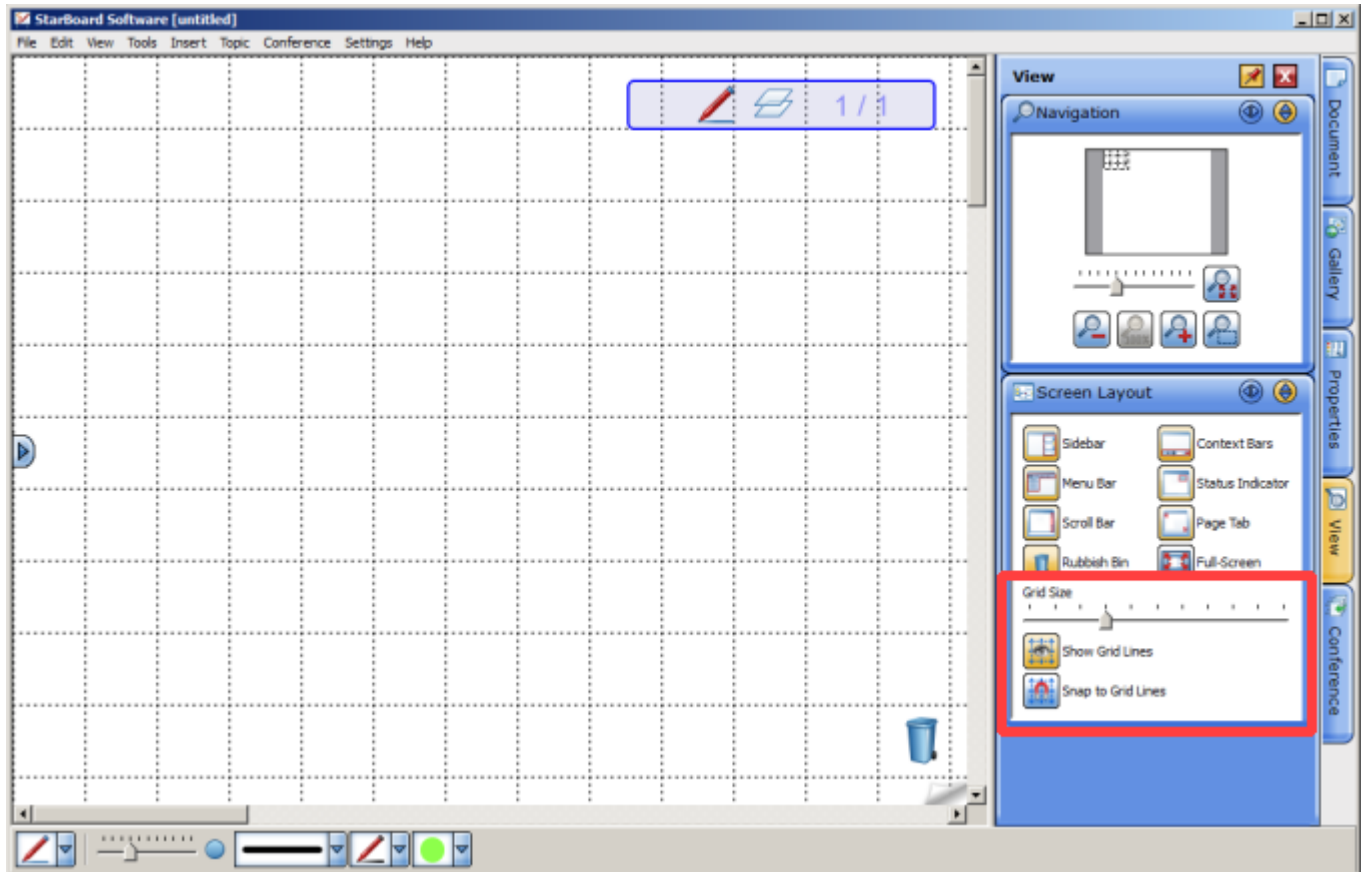 StarBoard Software [untitled]
File Edit View Tools Insert Topic Conference Settings Help
1 / 1
View
Navigation
100%
Screen Layout
Sidebar Context Bars
Menu Bar Status Indicator
Scroll Bar Page Tab
Rubbish Bin Full-Screen
Grid Size
Show Grid Lines
Snap to Grid Lines
Document
Gallery
Properties
View
Conference